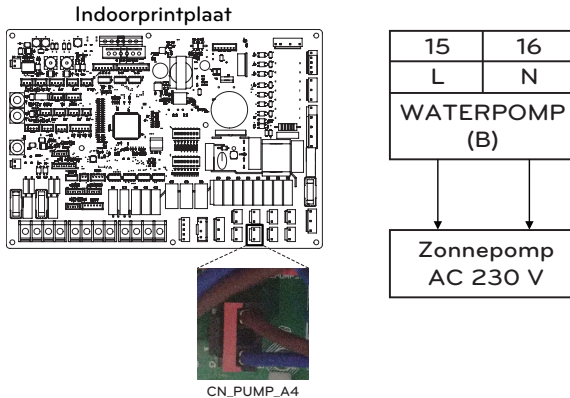 Indoorprintplaat
15 16
L N
WATERPOMP
(B)
Zonnepomp
AC 230 V
CN_PUMP_A4